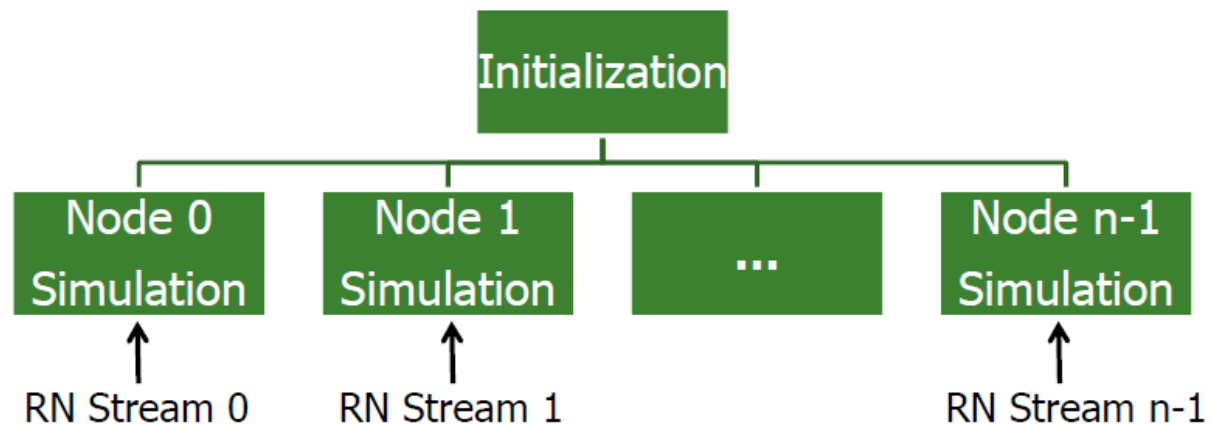 Initialization
Node 0
Simulation
Node 1
Simulation
...
Node n-1
Simulation
RN Stream 0
RN Stream 1
RN Stream n-1